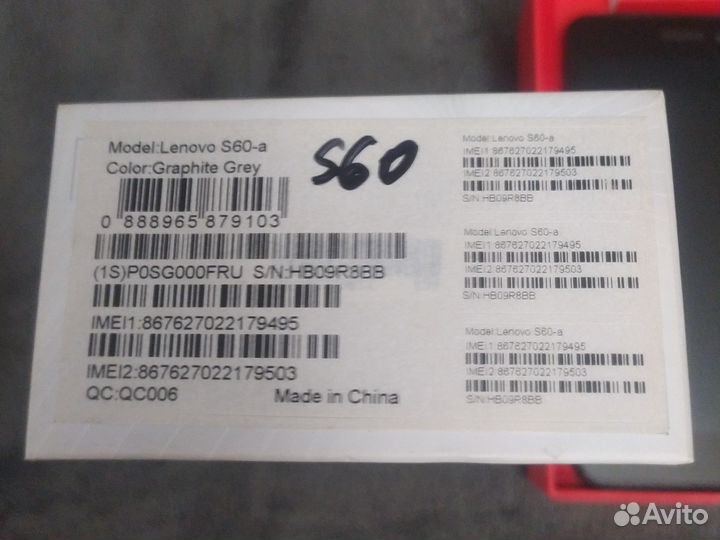 Model:Lenovo S60-a
Color:Graphite Grey
S60
0 888965 879103
(1S)P0SG000FRU S/N:HB09R8BB
IMEI1:867627022179495
IMEI2:867627022179503
QC:QC006 Made in China
Model:Lenovo S60-a
IMEI1:867627022179495
IMEI2:867627022179503
S/N:HB09R8BB
Model:Lenovo S60-a
IMEI1:867627022179495
IMEI2:867627022179503
S/N:HB09R8BB
Model:Lenovo S60-a
IMEI1:867627022179495
IMEI2:867627022179503
S/N:HB09R8BB
Avito